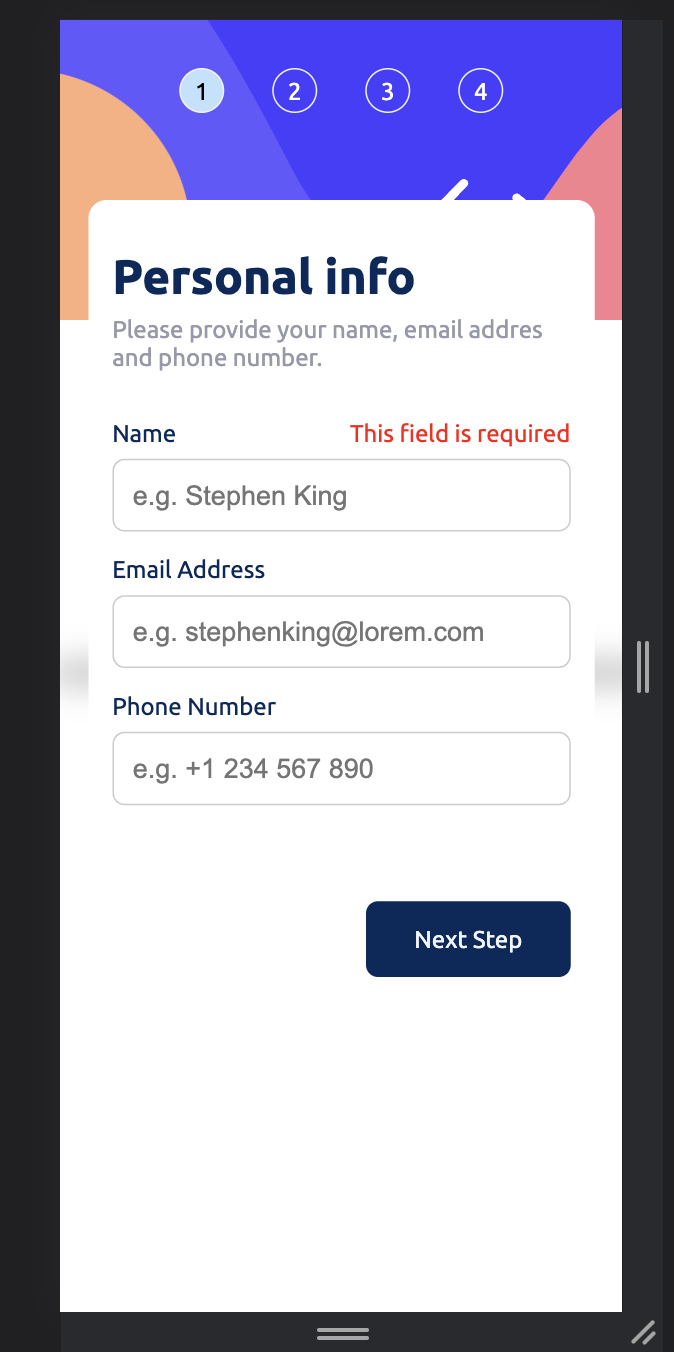 1 2 3 4
Personal info
Please provide your name, email addres
and phone number.
Name This field is required
e.g. Stephen King
Email Address
e.g. stephenking@lorem.com
Phone Number
e.g. +1 234 567 890
Next Step